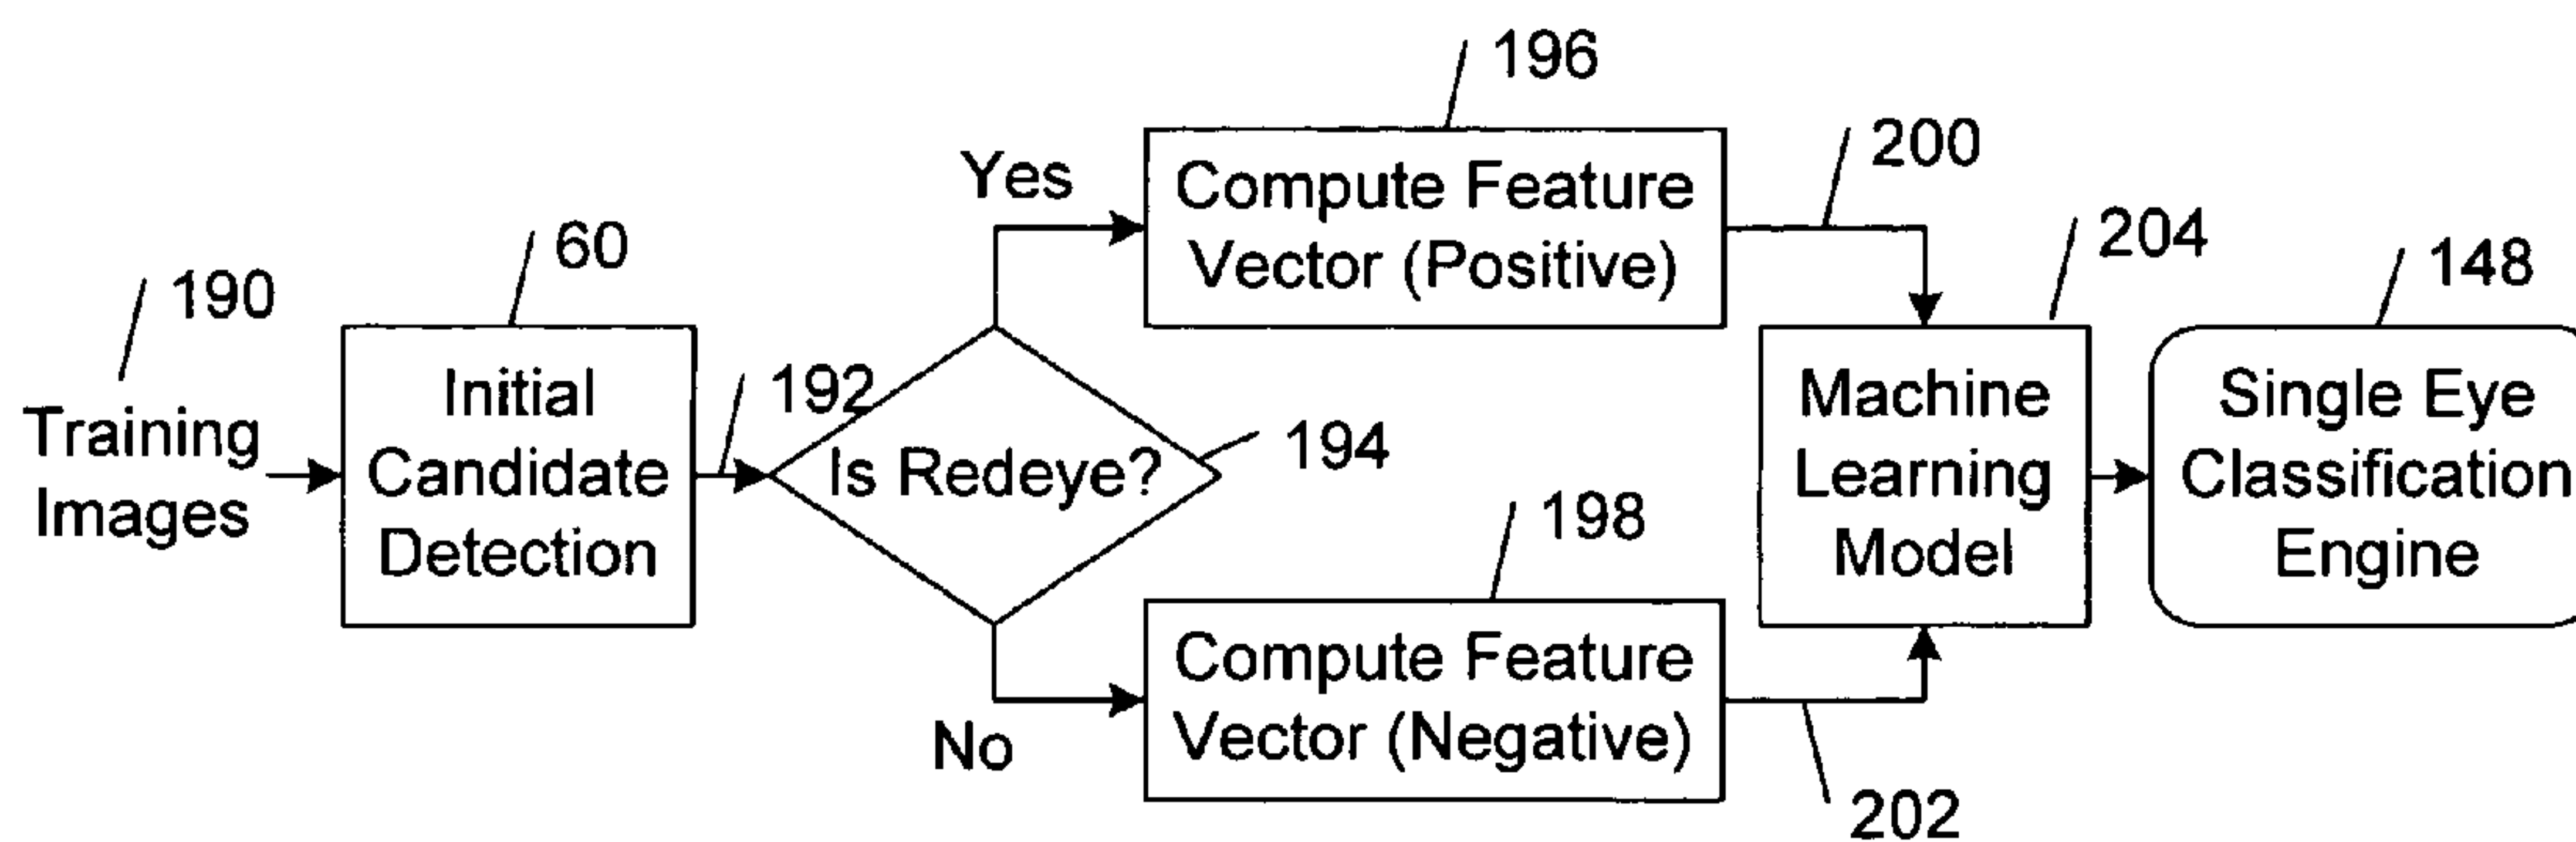 190
Training
Images
60
Initial
Candidate
Detection
192
Is Redeye?
194
Yes
No
196
Compute Feature
Vector (Positive)
198
Compute Feature
Vector (Negative)
200
202
204
Machine
Learning
Model
148
Single Eye
Classification
Engine